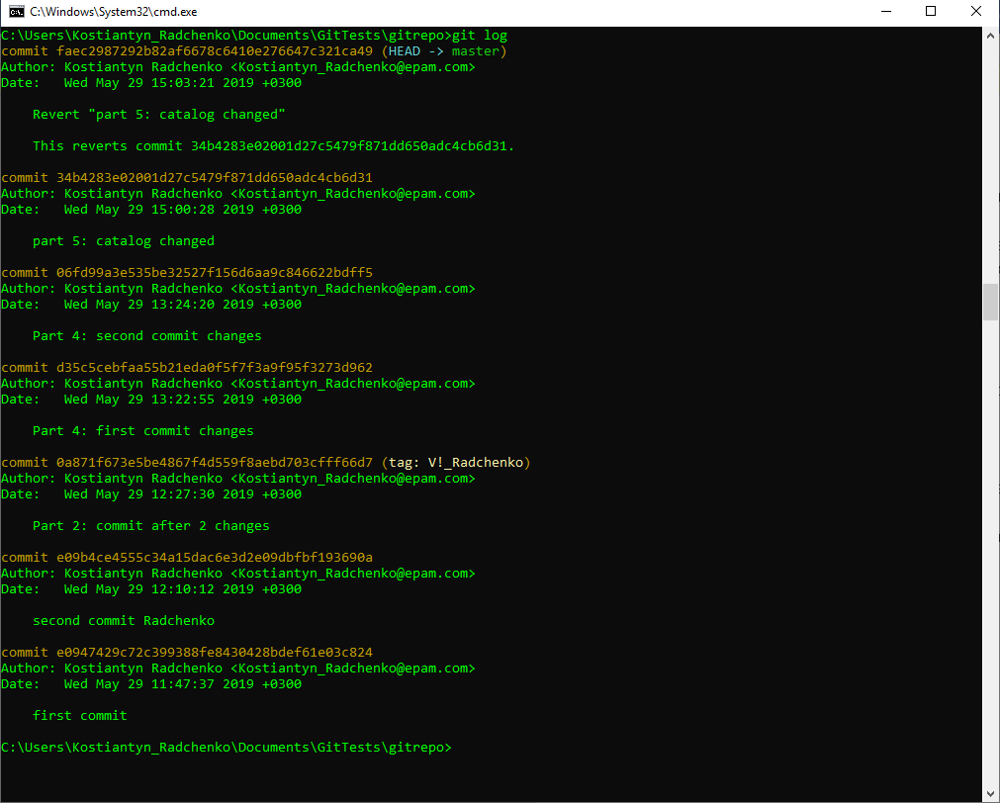 C:\Windows\System32\cmd.exe
C:\Users\Kostiantyn_Radchenko\Documents\GitTests\gitrepo>git log
commit faec2987292b82af6678c6410e276647c321ca49 (HEAD -> master)
Author: Kostiantyn Radchenko <Kostiantyn_Radchenko@epam.com>
Date:   Wed May 29 15:03:21 2019 +0300
    Revert "part 5: catalog changed"
    This reverts commit 34b4283e02001d27c5479f871dd650adc4cb6d31.
commit 34b4283e02001d27c5479f871dd650adc4cb6d31
Author: Kostiantyn Radchenko <Kostiantyn_Radchenko@epam.com>
Date:   Wed May 29 15:00:28 2019 +0300
    part 5: catalog changed
commit 06fd99a3e535be32527f156d6aa9c846622bdff5
Author: Kostiantyn Radchenko <Kostiantyn_Radchenko@epam.com>
Date:   Wed May 29 13:24:20 2019 +0300
    Part 4: second commit changes
commit d35c5cebfaa55b21eda0f5f7f3a9f95f3273d962
Author: Kostiantyn Radchenko <Kostiantyn_Radchenko@epam.com>
Date:   Wed May 29 13:22:55 2019 +0300
    Part 4: first commit changes
commit 0a871f673e5be4867f4d559f8aebd703cfff66d7 (tag: V!_Radchenko)
Author: Kostiantyn Radchenko <Kostiantyn_Radchenko@epam.com>
Date:   Wed May 29 12:27:30 2019 +0300
    Part 2: commit after 2 changes
commit e09b4ce4555c34a15dac6e3d2e09dbfbf193690a
Author: Kostiantyn Radchenko <Kostiantyn_Radchenko@epam.com>
Date:   Wed May 29 12:10:12 2019 +0300
    second commit Radchenko
commit e0947429c72c399388fe8430428bdef61e03c824
Author: Kostiantyn Radchenko <Kostiantyn_Radchenko@epam.com>
Date:   Wed May 29 11:47:37 2019 +0300
    first commit
C:\Users\Kostiantyn_Radchenko\Documents\GitTests\gitrepo>